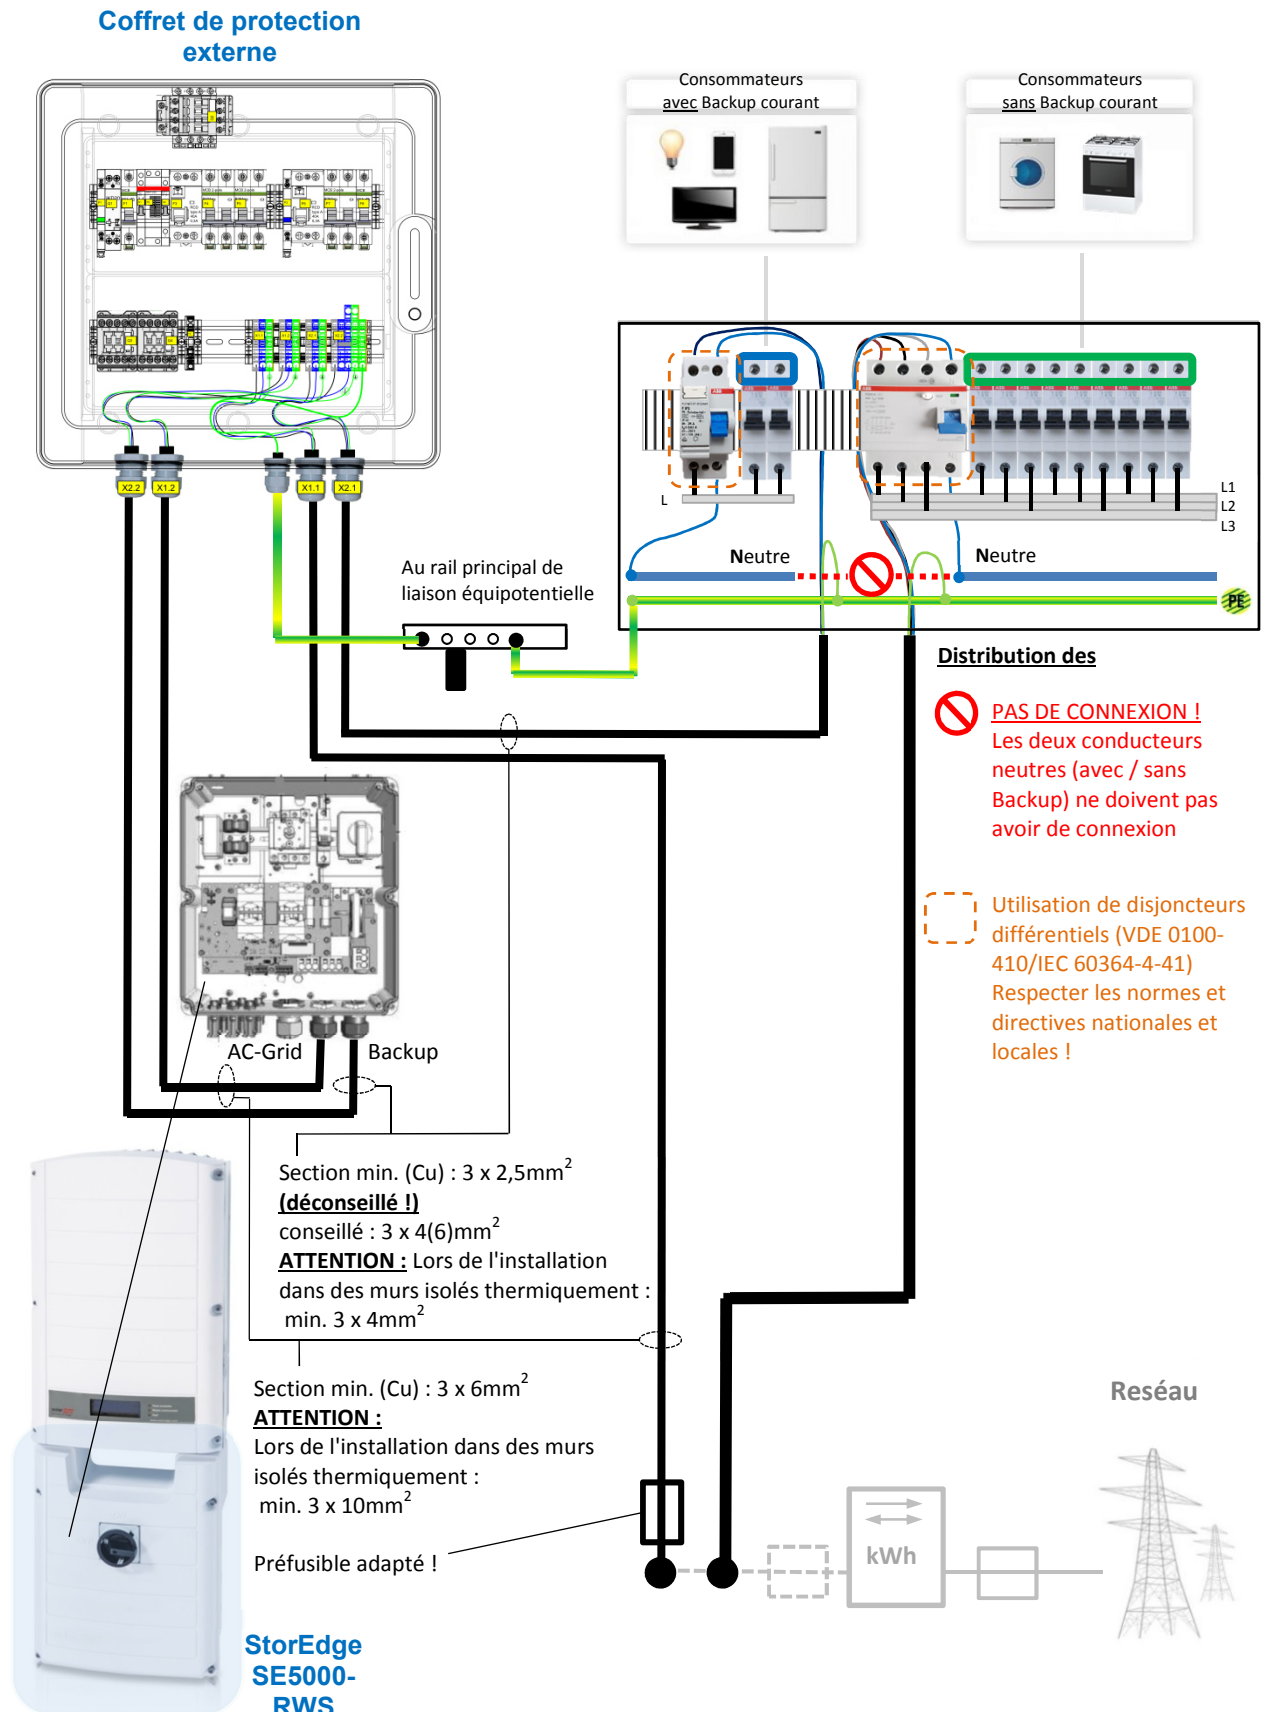 Coffret de protection
externe
Consommateurs
avec Backup courant
Consommateurs
sans Backup courant
X2.2
X1.2
X1.1
X2.1
L
L1
L2
L3
Neutre
Neutre
PE
Au rail principal de
liaison équipotentielle
Distribution des
PAS DE CONNEXION !
Les deux conducteurs
neutres (avec / sans
Backup) ne doivent pas
avoir de connexion
Utilisation de disjoncteurs
différentiels (VDE 0100-
410/IEC 60364-4-41)
Respecter les normes et
directives nationales et
locales !
AC-Grid
Backup
Section min. (Cu) : 3 x 2,5mm²
(déconseillé !)
conseillé : 3 x 4(6)mm²
ATTENTION : Lors de l'installation
dans des murs isolés thermiquement :
min. 3 x 4mm²
Section min. (Cu) : 3 x 6mm²
ATTENTION :
Lors de l'installation dans des murs
isolés thermiquement :
min. 3 x 10mm²
Préfusible adapté !
Reséau
kWh
StorEdge
SE5000-
RWS